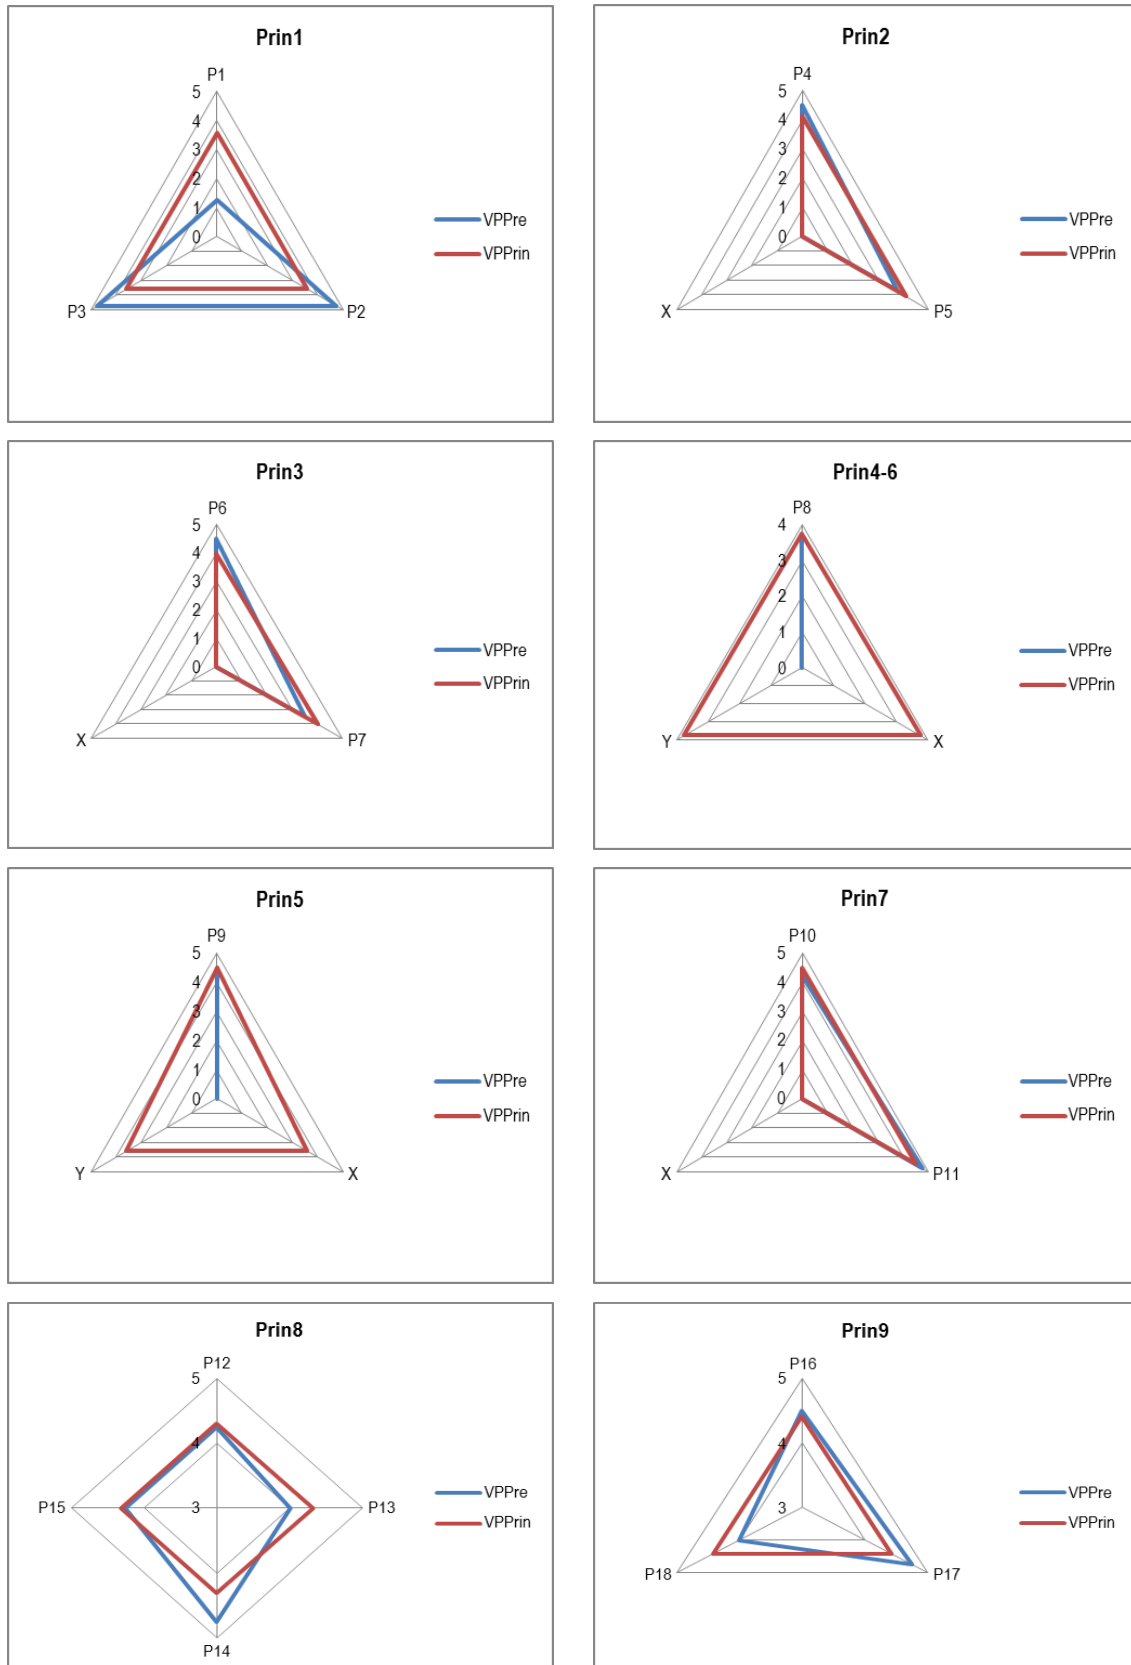 Prin1
P1
5
4
3
2
1
0
P3
P2
VPPre
VPPrin
Prin2
P4
5
4
3
2
1
0
X
P5
VPPre
VPPrin
Prin3
P6
5
4
3
2
1
0
X
P7
VPPre
VPPrin
Prin4-6
P8
4
3
2
1
0
Y
X
VPPre
VPPrin
Prin5
P9
5
4
3
2
1
0
Y
X
VPPre
VPPrin
Prin7
P10
5
4
3
2
1
0
X
P11
VPPre
VPPrin
Prin8
P12
5
4
3
P15
P13
P14
VPPre
VPPrin
Prin9
P16
5
4
3
P18
P17
VPPre
VPPrin